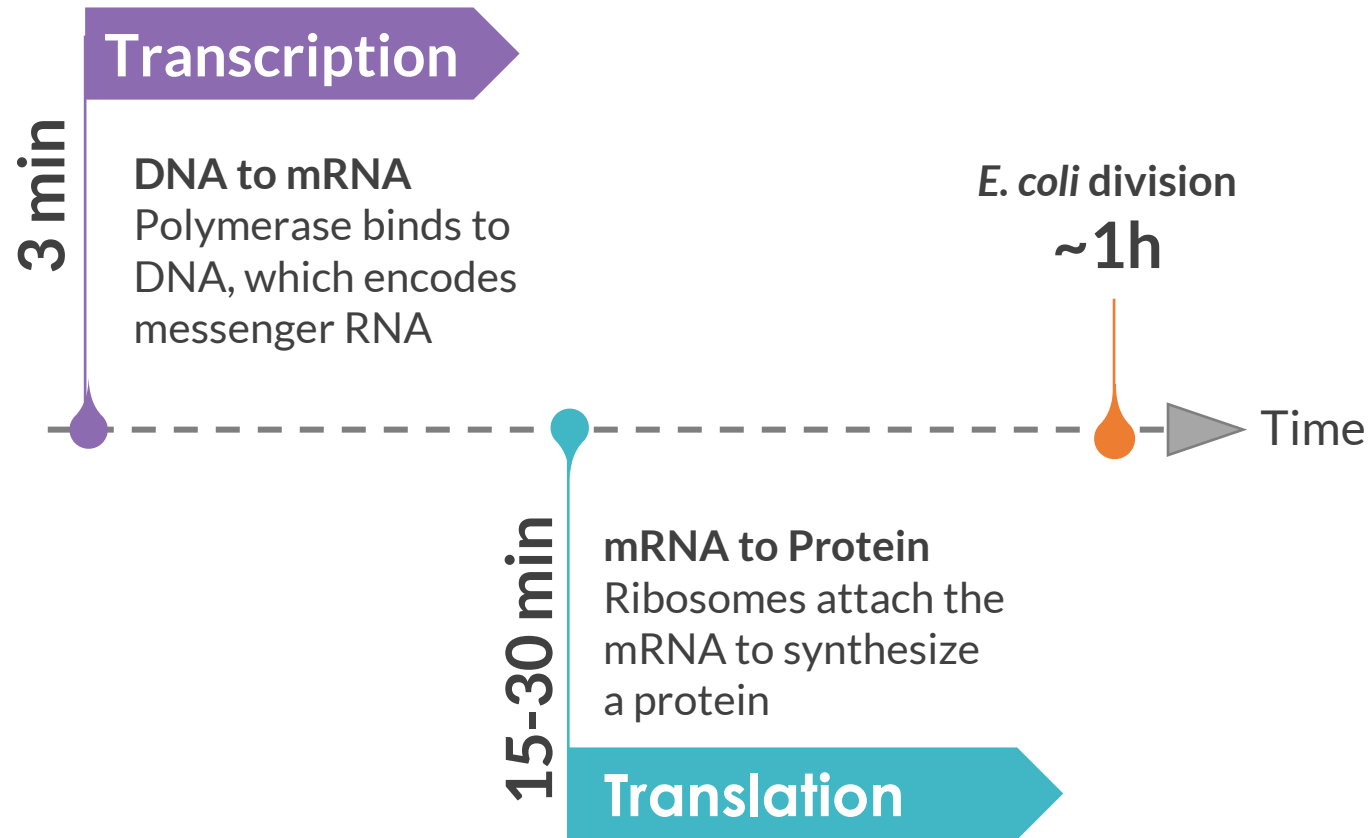 Transcription
3 min
DNA to mRNA
Polymerase binds to
DNA, which encodes
messenger RNA
E. coli division
~1h
Time
15-30 min
mRNA to Protein
Ribosomes attach the
mRNA to synthesize
a protein
Translation